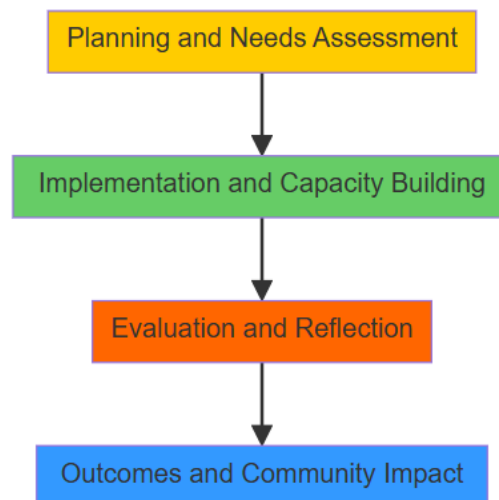 Planning and Needs Assessment
Implementation and Capacity Building
Evaluation and Reflection
Outcomes and Community Impact